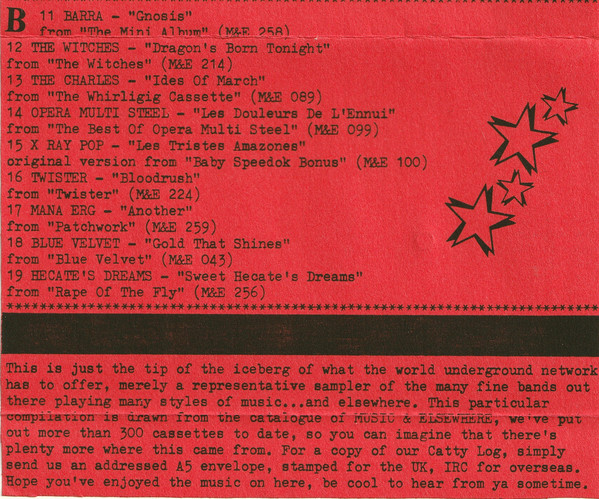 B 11 BARRA - "Gnosis"
from "The Mini Album" (M&E 258)
12 THE WITCHES - "Dragon's Born Tonight"
from "The Witches" (M&E 214)
13 THE CHARLES - "Ides Of March"
from "The Whirligig Cassette" (M&E 089)
14 OPERA MULTI STEEL - "Les Douleurs De L'Ennui"
from "The Best Of Opera Multi Steel" (M&E 099)
15 X RAY POP - "Les Tristes Amazones"
original version from "Baby Speedok Bonus" (M&E 100)
16 TWISTER - "Bloodrush"
from "Twister" (M&E 224)
17 MANA ERG - "Another"
from "Patchwork" (M&E 259)
18 BLUE VELVET - "Gold That Shines"
from "Blue Velvet" (M&E 043)
19 HECATE'S DREAMS - "Sweet Hecate's Dreams"
from "Rape Of The Fly" (M&E 256)
This is just the tip of the iceberg of what the world underground network
has to offer, merely a representative sampler of the many fine bands out
there playing many styles of music...and elsewhere. This particular
compilation is drawn from the catalogue of MUSIC & ELSEWHERE, we've put
out more than 300 cassettes to date, so you can imagine that there's
plenty more where this came from. For a copy of our Catty Log, simply
send us an addressed A5 envelope, stamped for the UK, IRC for overseas.
Hope you've enjoyed the music on here, be cool to hear from ya sometime.